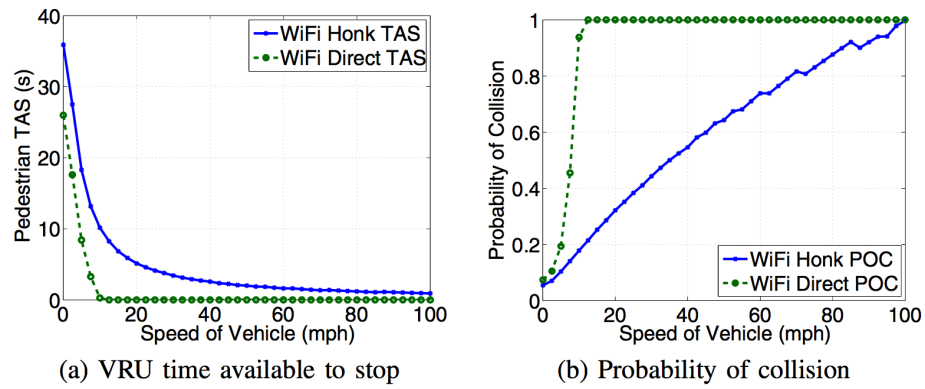 40
30
20
10
0
Pedestrian TAS (s)
WiFi Honk TAS
WiFi Direct TAS
0 20 40 60 80 100
Speed of Vehicle (mph)
(a) VRU time available to stop
1
0.8
0.6
0.4
0.2
0
Probability of Collision
WiFi Honk POC
WiFi Direct POC
0 20 40 60 80 100
Speed of Vehicle (mph)
(b) Probability of collision